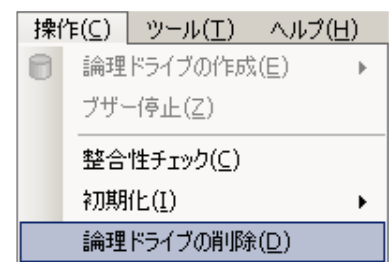 操作(C) ツール(T) ヘルプ(H)
論理ドライブの作成(E)
ブザー停止(Z)
整合性チェック(C)
初期化(I)
論理ドライブの削除(D)